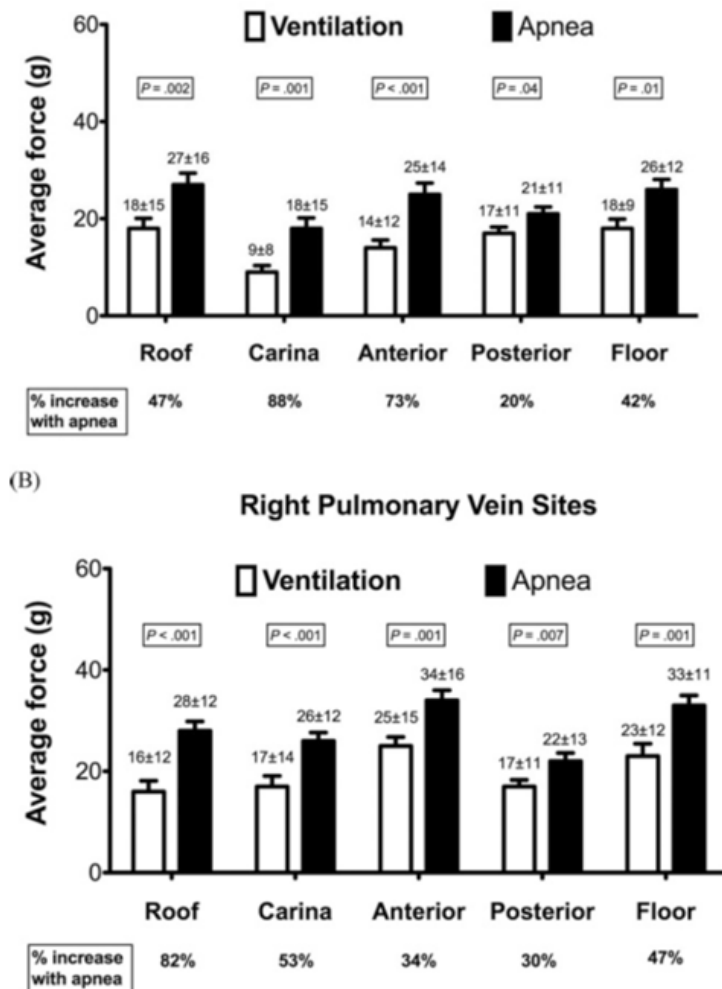 60
Ventilation Apnea
P = .002 P = .001 P < .001 P = .04 P = .01
40
Average force (g)
27±16 25±14 26±12
18±15 18±15 14±12 17±11 21±11 18±9
20
9±8
0
Roof Carina Anterior Posterior Floor
% increase
with apnea
47% 88% 73% 20% 42%
(B)
Right Pulmonary Vein Sites
60
Ventilation Apnea
P < .001 P < .001 P = .001 P = .007 P = .001
40
Average force (g)
34±16 33±11
28±12 26±12 25±15 22±13 23±12
16±12 17±14 17±11
20
0
Roof Carina Anterior Posterior Floor
% increase
with apnea
82% 53% 34% 30% 47%